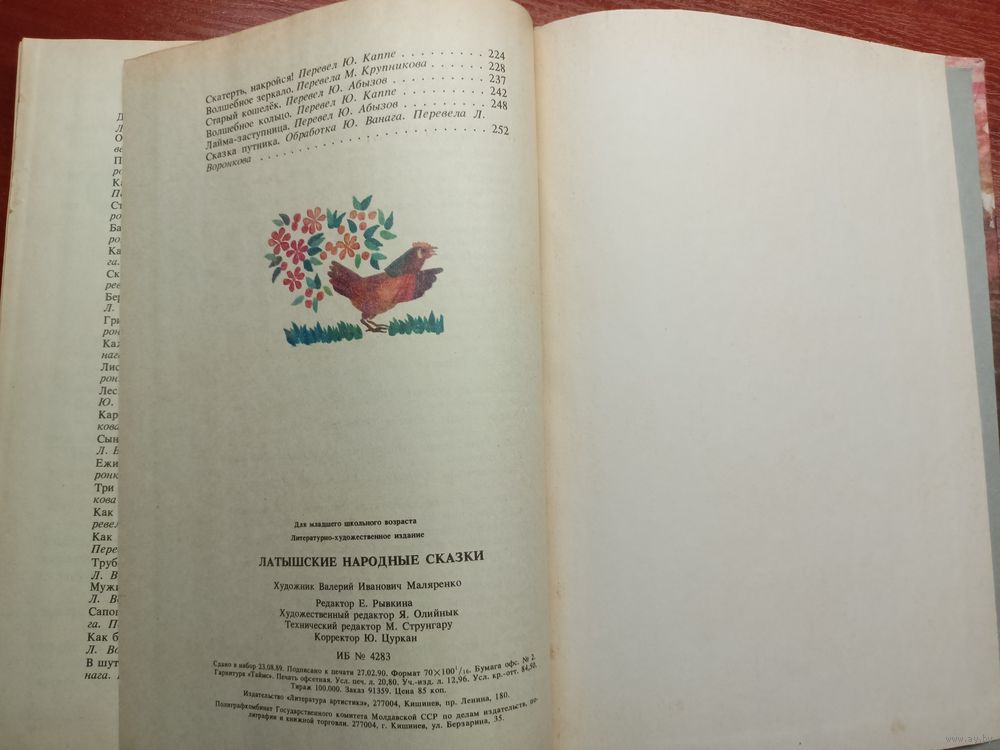 Скатерть, накройся! Перевел Ю. Каппе . . . . . . . . . 224
Волшебное зеркало. Перевела М. Крупникова . . . . . . 228
Старый кошелёк. Перевел Ю. Абызов . . . . . . . . . . 237
Волшебное кольцо. Перевел Ю. Каппе . . . . . . . . . 242
Лайма-заступница. Перевел Ю. Абызов . . . . . . . . 248
Сказка путника. Обработка Ю. Ванага. Перевела Л.
Воронкова . . . . . . . . . . . . . . . . . . . . . 252
Для младшего школьного возраста
Литературно-художественное издание
ЛАТЫШСКИЕ НАРОДНЫЕ СКАЗКИ
Художник Валерий Иванович Маляренко
Редактор Е. Рывкина
Художественный редактор Я. Олийнык
Технический редактор М. Струнгару
Корректор Ю. Цуркан
ИБ № 4283
Сдано в набор 23.08.89. Подписано к печати 27.02.90. Формат 70×100¹/₁₆. Бумага офс. № 2.
Гарнитура «Таймс». Печать офсетная. Усл. печ. л. 20,80. Уч.-изд. л. 12,96. Усл. кр.-отт. 84,50.
Тираж 100.000. Заказ 91359. Цена 85 коп.
Издательство «Литература артистикэ», 277004, Кишинев, пр. Ленина, 180.
Полиграфкомбинат Государственного комитета Молдавской ССР по делам издательств, по-
лиграфии и книжной торговли. 277004, г. Кишинев, ул. Берзарина, 35.
www.ay.by